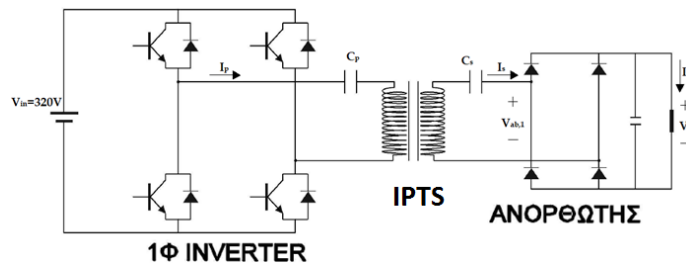 Vin=320V
Ip
Cp
Cs
Is
+
Vab,1
−
I
+
V
−
IPTS
ΑΝΟΡΘΩΤΗΣ
1Φ INVERTER